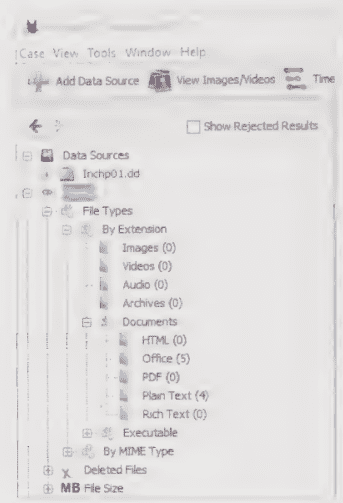 Case View Tools Window Help
Add Data Source View Images/Videos Time
Show Rejected Results
Data Sources
Inchp01.dd
File Types
By Extension
Images (0)
Videos (0)
Audio (0)
Archives (0)
Documents
HTML (0)
Office (5)
PDF (0)
Plain Text (4)
Rich Text (0)
Executable
By MIME Type
Deleted Files
MB File Size